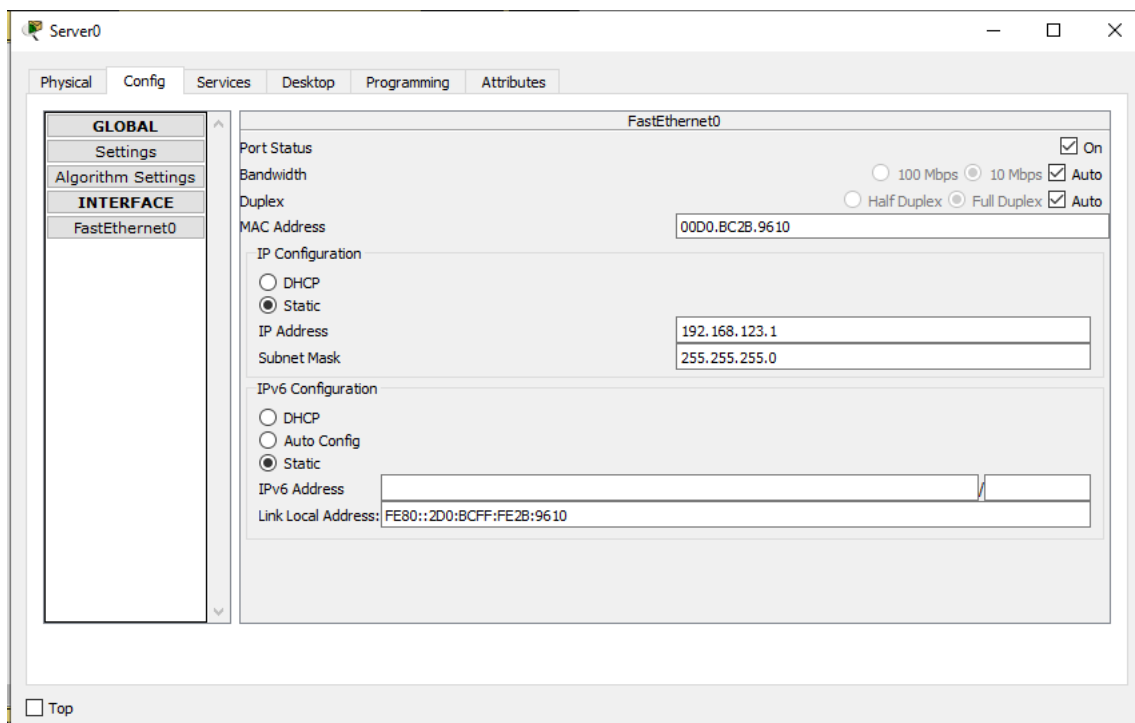 Server0
Physical Config Services Desktop Programming Attributes
GLOBAL
Settings
Algorithm Settings
INTERFACE
FastEthernet0
FastEthernet0
Port Status On
Bandwidth 100 Mbps 10 Mbps Auto
Duplex Half Duplex Full Duplex Auto
MAC Address 00D0.BC2B.9610
IP Configuration
DHCP
Static
IP Address 192.168.123.1
Subnet Mask 255.255.255.0
IPv6 Configuration
DHCP
Auto Config
Static
IPv6 Address /
Link Local Address: FE80::2D0:BCFF:FE2B:9610
Top